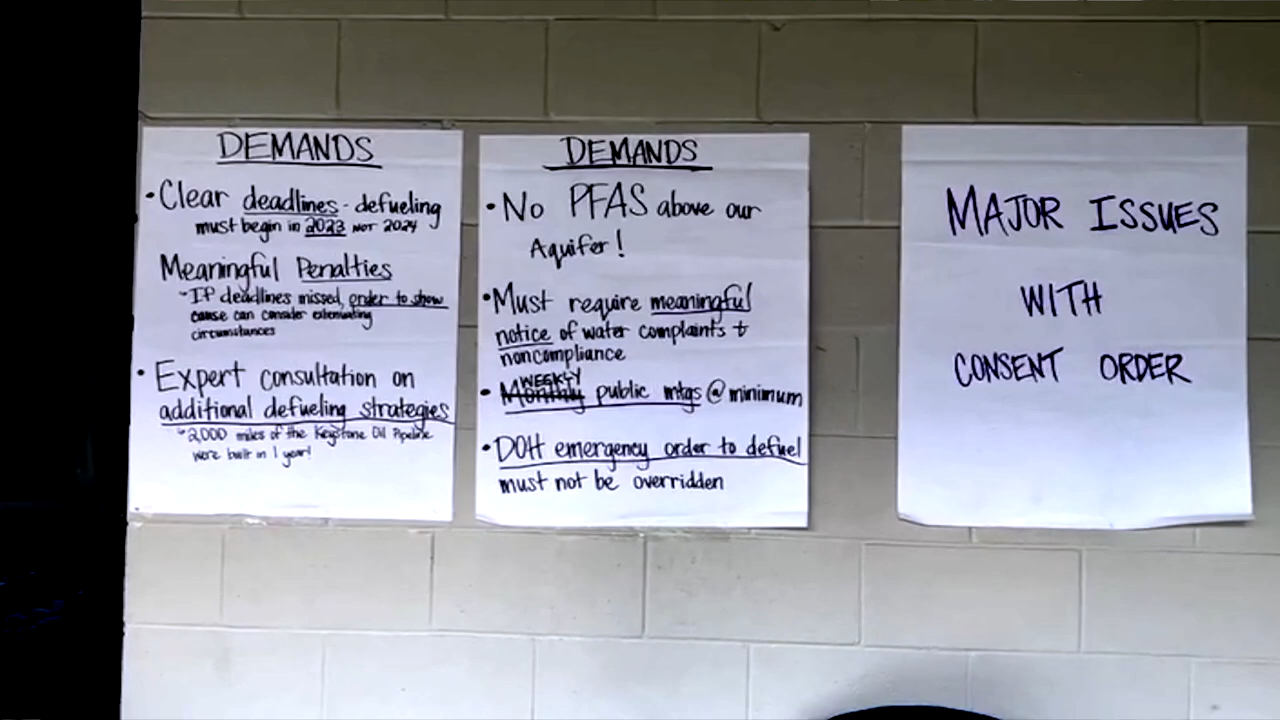 DEMANDS
• Clear deadlines - defueling
must begin in 2023 NOT 2024
Meaningful Penalties
If deadlines missed, order to show
cause can consider extenuating
circumstances
• Expert consultation on
additional defueling strategies
2,000 miles of the Keystone Oil Pipeline
were built in 1 year!
DEMANDS
• No PFAS above our
Aquifer!
• Must require meaningful
notice of water complaints +
noncompliance
WEEKLY
• Monthly public mtgs @ minimum
• DOH emergency order to defuel
must not be overridden
MAJOR ISSUES
WITH
CONSENT ORDER